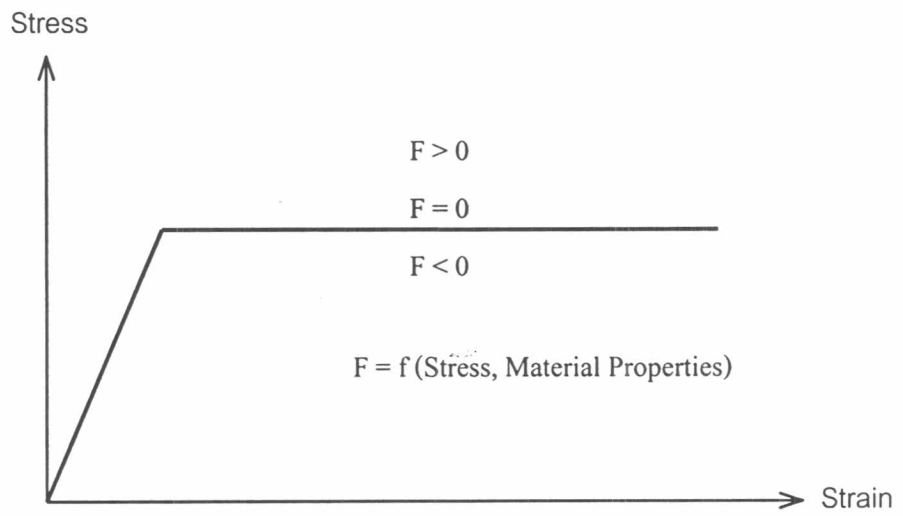 Stress
F > 0
F = 0
F < 0
F = f (Stress, Material Properties)
Strain